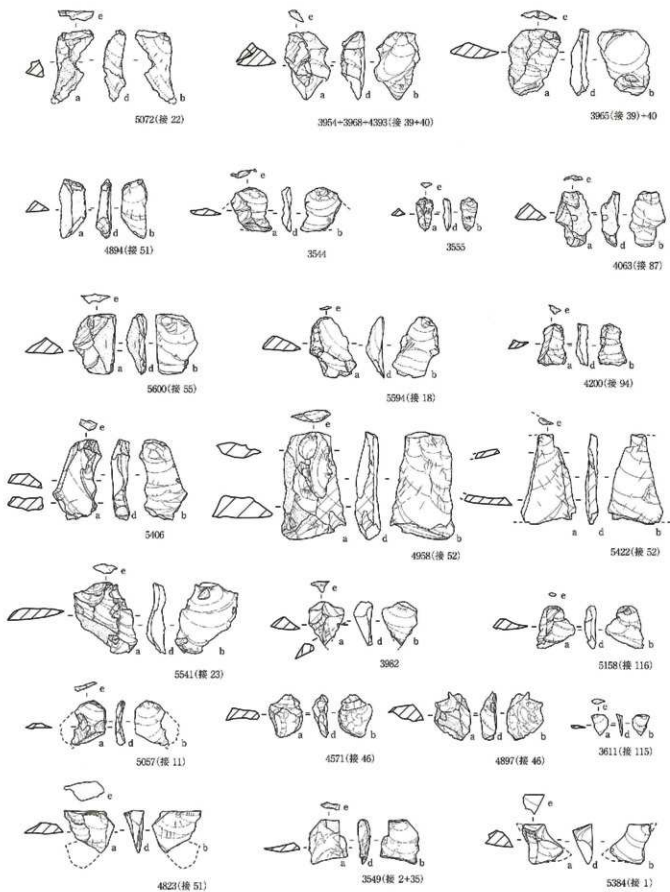 e e e
a d b a d b a d b
5072(接 22) 3954+3968+4393(接 39+40) 3965(接 39)+40
e e
a d b a d b a d b a d b
4894(接 51) 3544 3555 4063(接 87)
e e e
a d b a d b a d b
5600(接 55) 5594(接 18) 4200(接 94)
e e e
a d b a d b a d b
5406 4958(接 52) 5422(接 52)
e e e
a d b a d b a d b
5541(接 23) 3982 5158(接 116)
e e
a d b a d b a d b a d b
5057(接 11) 4571(接 46) 4897(接 46) 3611(接 115)
e e e
a d b a d b a d b
4823(接 51) 3549(接 2+35) 5384(接 1)